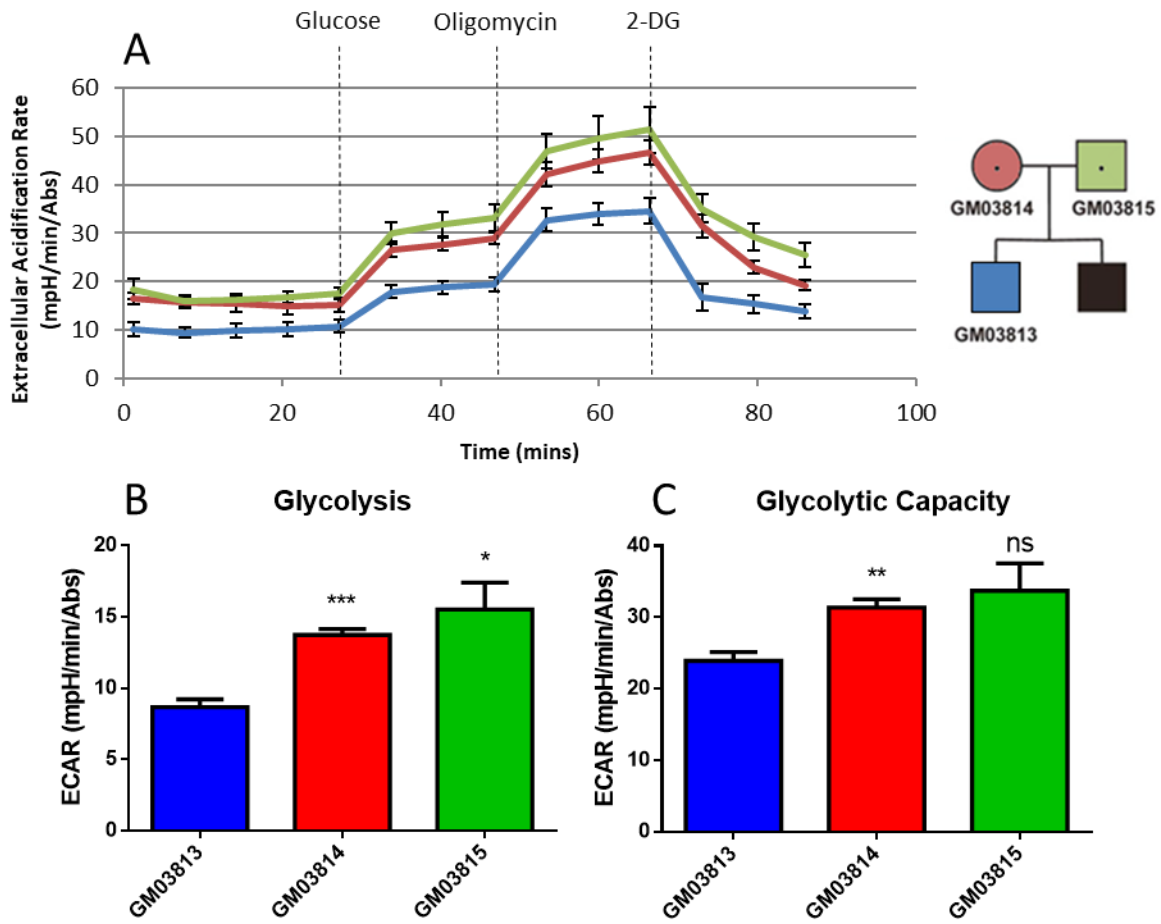 Glucose Oligomycin 2-DG
A
Extracellular Acidification Rate
(mpH/min/Abs)
60
50
40
30
20
10
0
0 20 40 60 80 100
Time (mins)
GM03814 GM03815
GM03813
B Glycolysis
ECAR (mpH/min/Abs)
20
15
10
5
0
***
*
GM03813 GM03814 GM03815
C Glycolytic Capacity
ECAR (mpH/min/Abs)
40
30
20
10
0
**
ns
GM03813 GM03814 GM03815